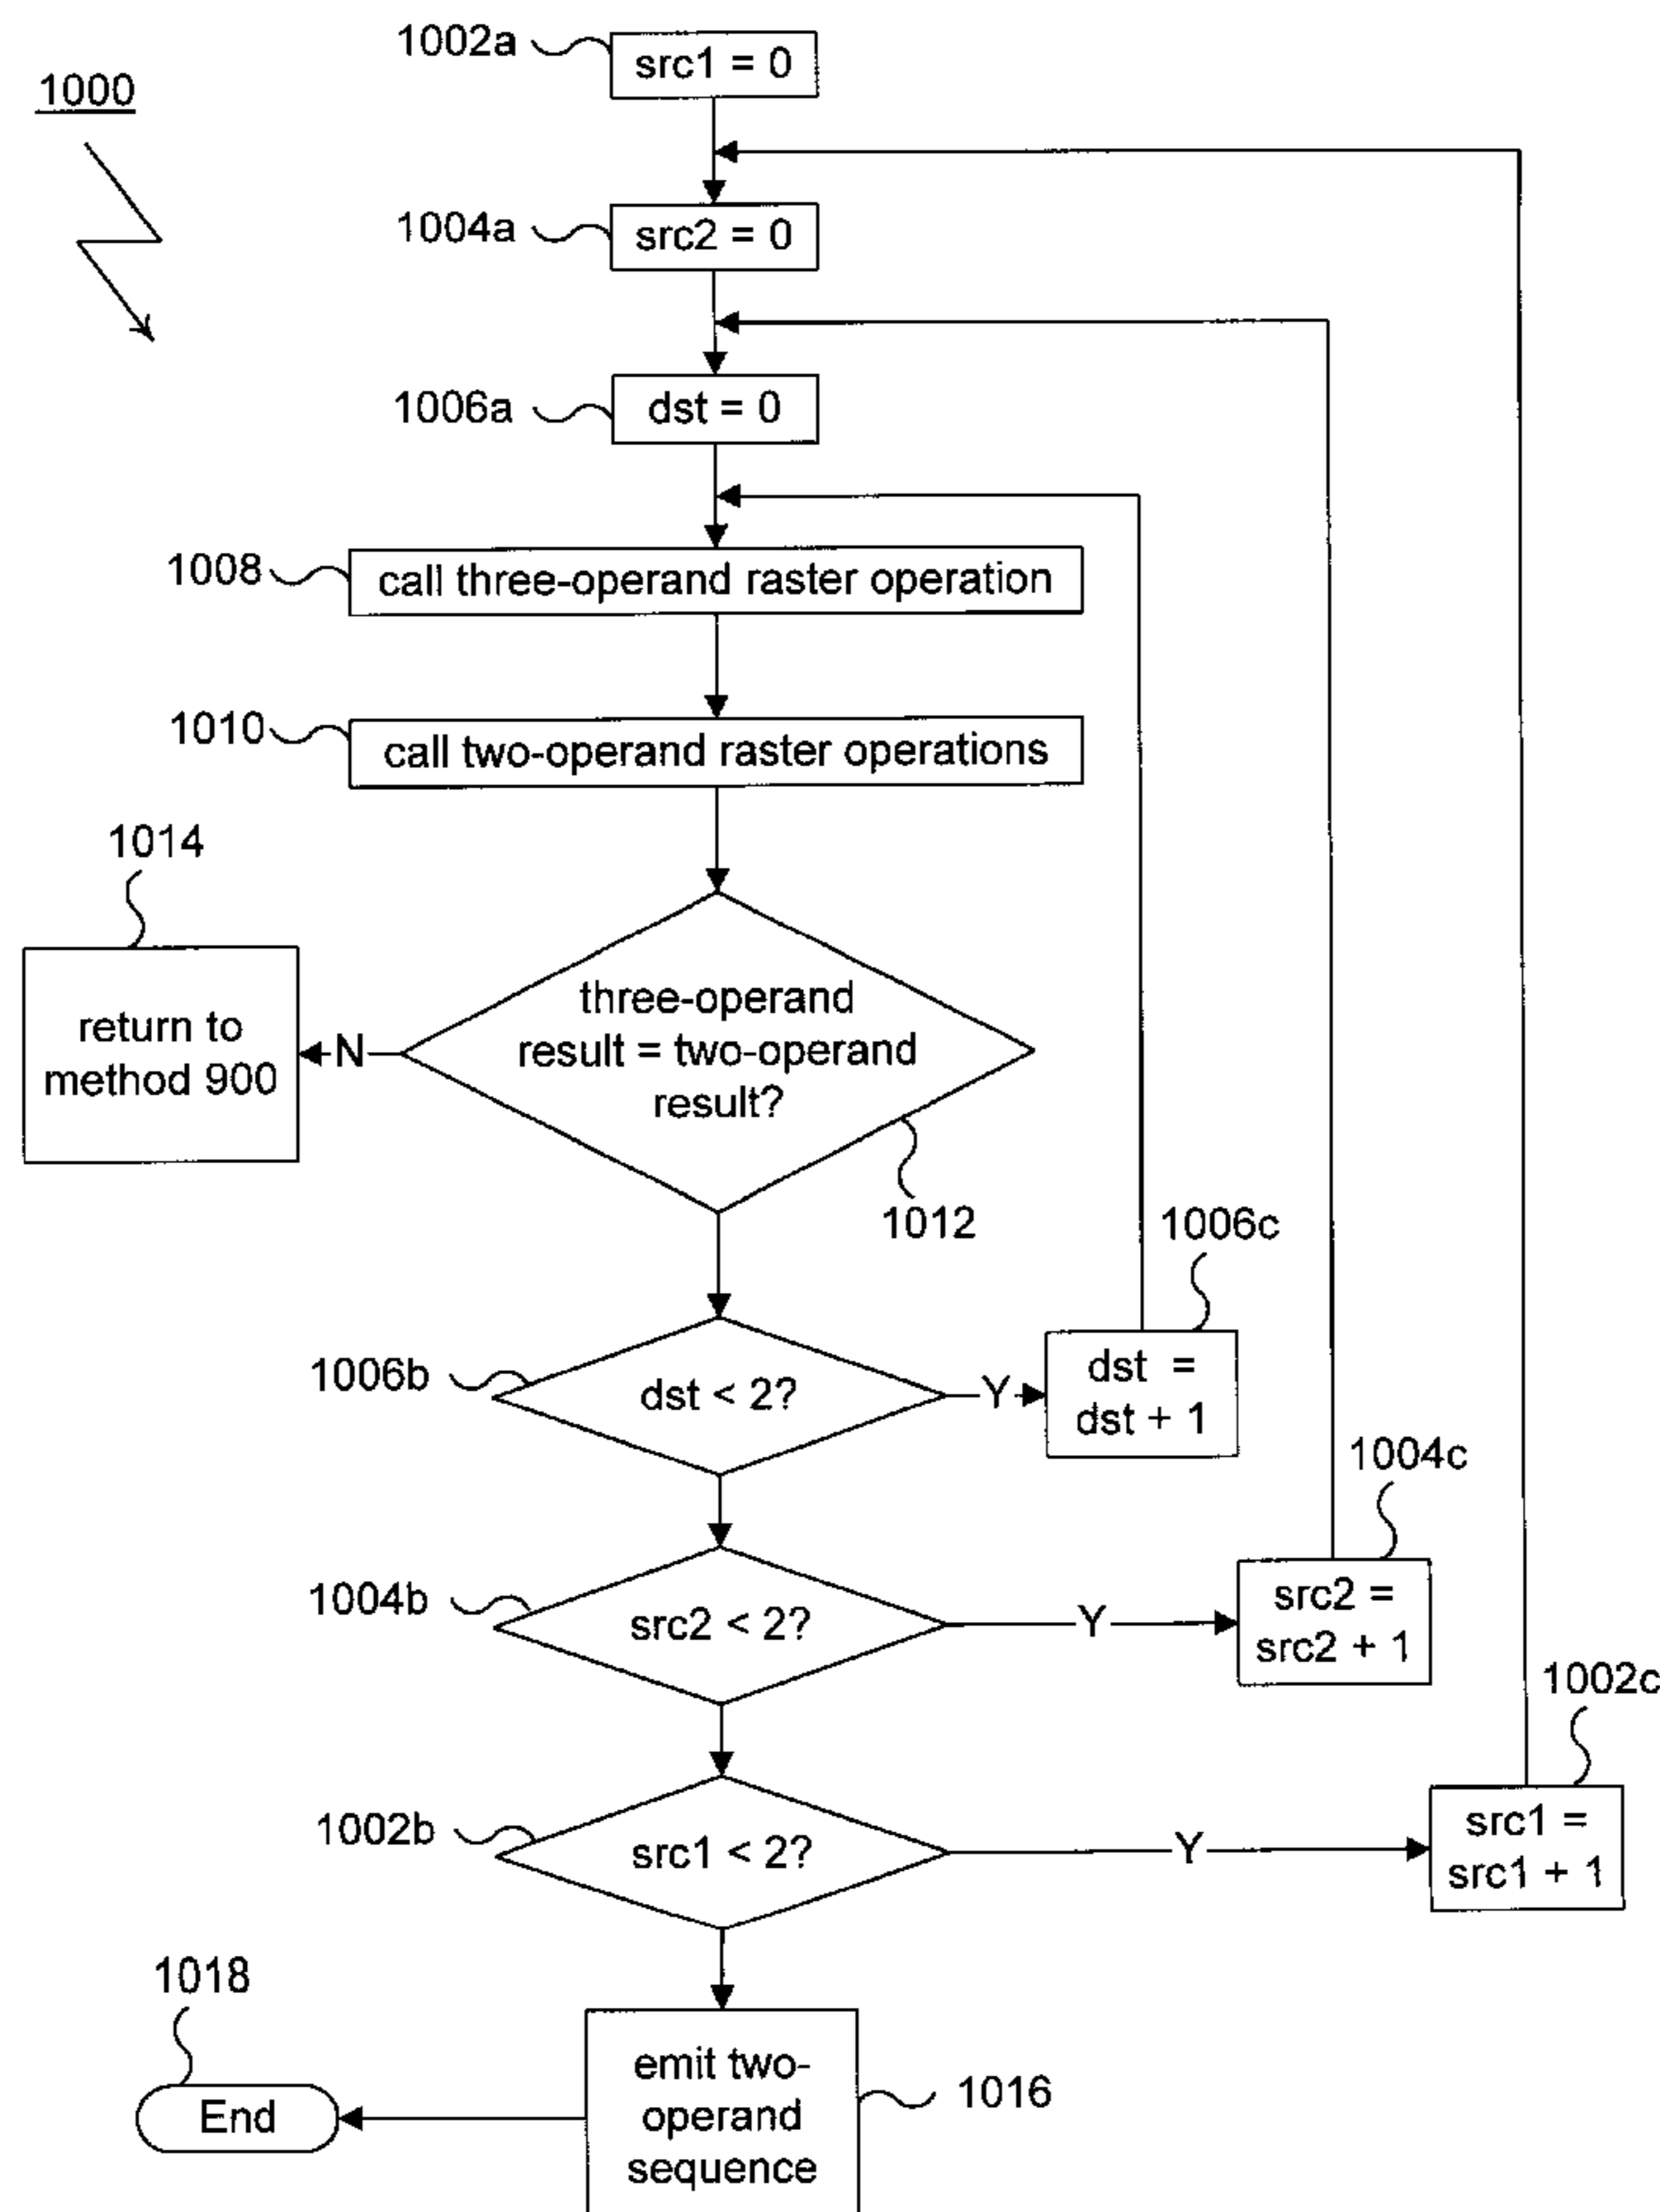 1000
1002a
src1 = 0
1004a
src2 = 0
1006a
dst = 0
1008
call three-operand raster operation
1010
call two-operand raster operations
1014
return to
method 900
N
three-operand
result = two-operand
result?
1012
1006b
dst < 2?
Y
1006c
dst =
dst + 1
1004b
src2 < 2?
Y
1004c
src2 =
src2 + 1
1002b
src1 < 2?
Y
1002c
src1 =
src1 + 1
1018
End
emit two-
operand
sequence
1016